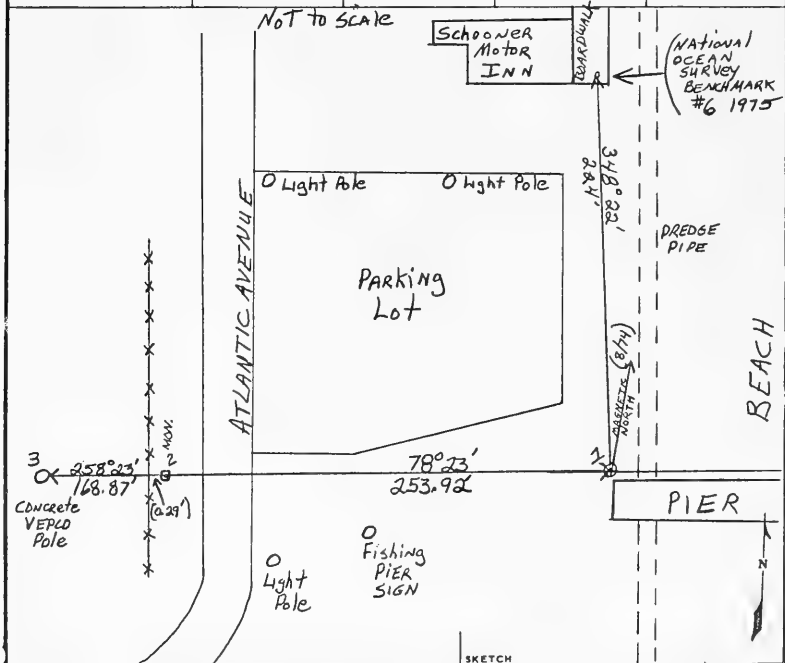 NOT TO SCALE
SCHOONER
MOTOR
INN
BOARDWALK
(NATIONAL
OCEAN
SURVEY
BENCHMARK
#6 1975
348° 22'
224'
Light Pole
Light Pole
DREDGE
PIPE
ATLANTIC AVENUE
PARKING
LOT
BEACH
MAGNETIC (8/74)
NORTH
3
258° 23'
168.87'
MON.
2
(0.29')
78° 23'
253.92
1
CONCRETE
VEPCO
Pole
PIER
Light
Pole
Fishing
PIER
SIGN
N
SKETCH